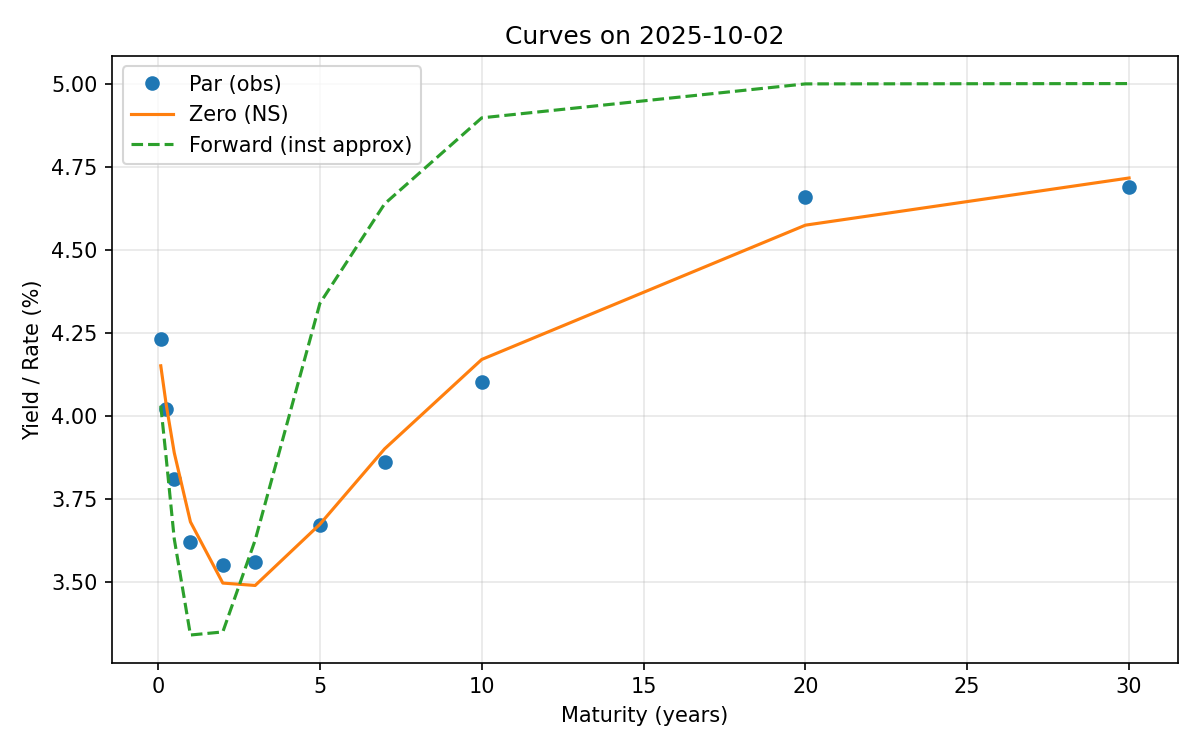 Curves on 2025-10-02
Par (obs)
Zero (NS)
Forward (inst approx)
Yield / Rate (%)
5.00
4.75
4.50
4.25
4.00
3.75
3.50
0 5 10 15 20 25 30
Maturity (years)